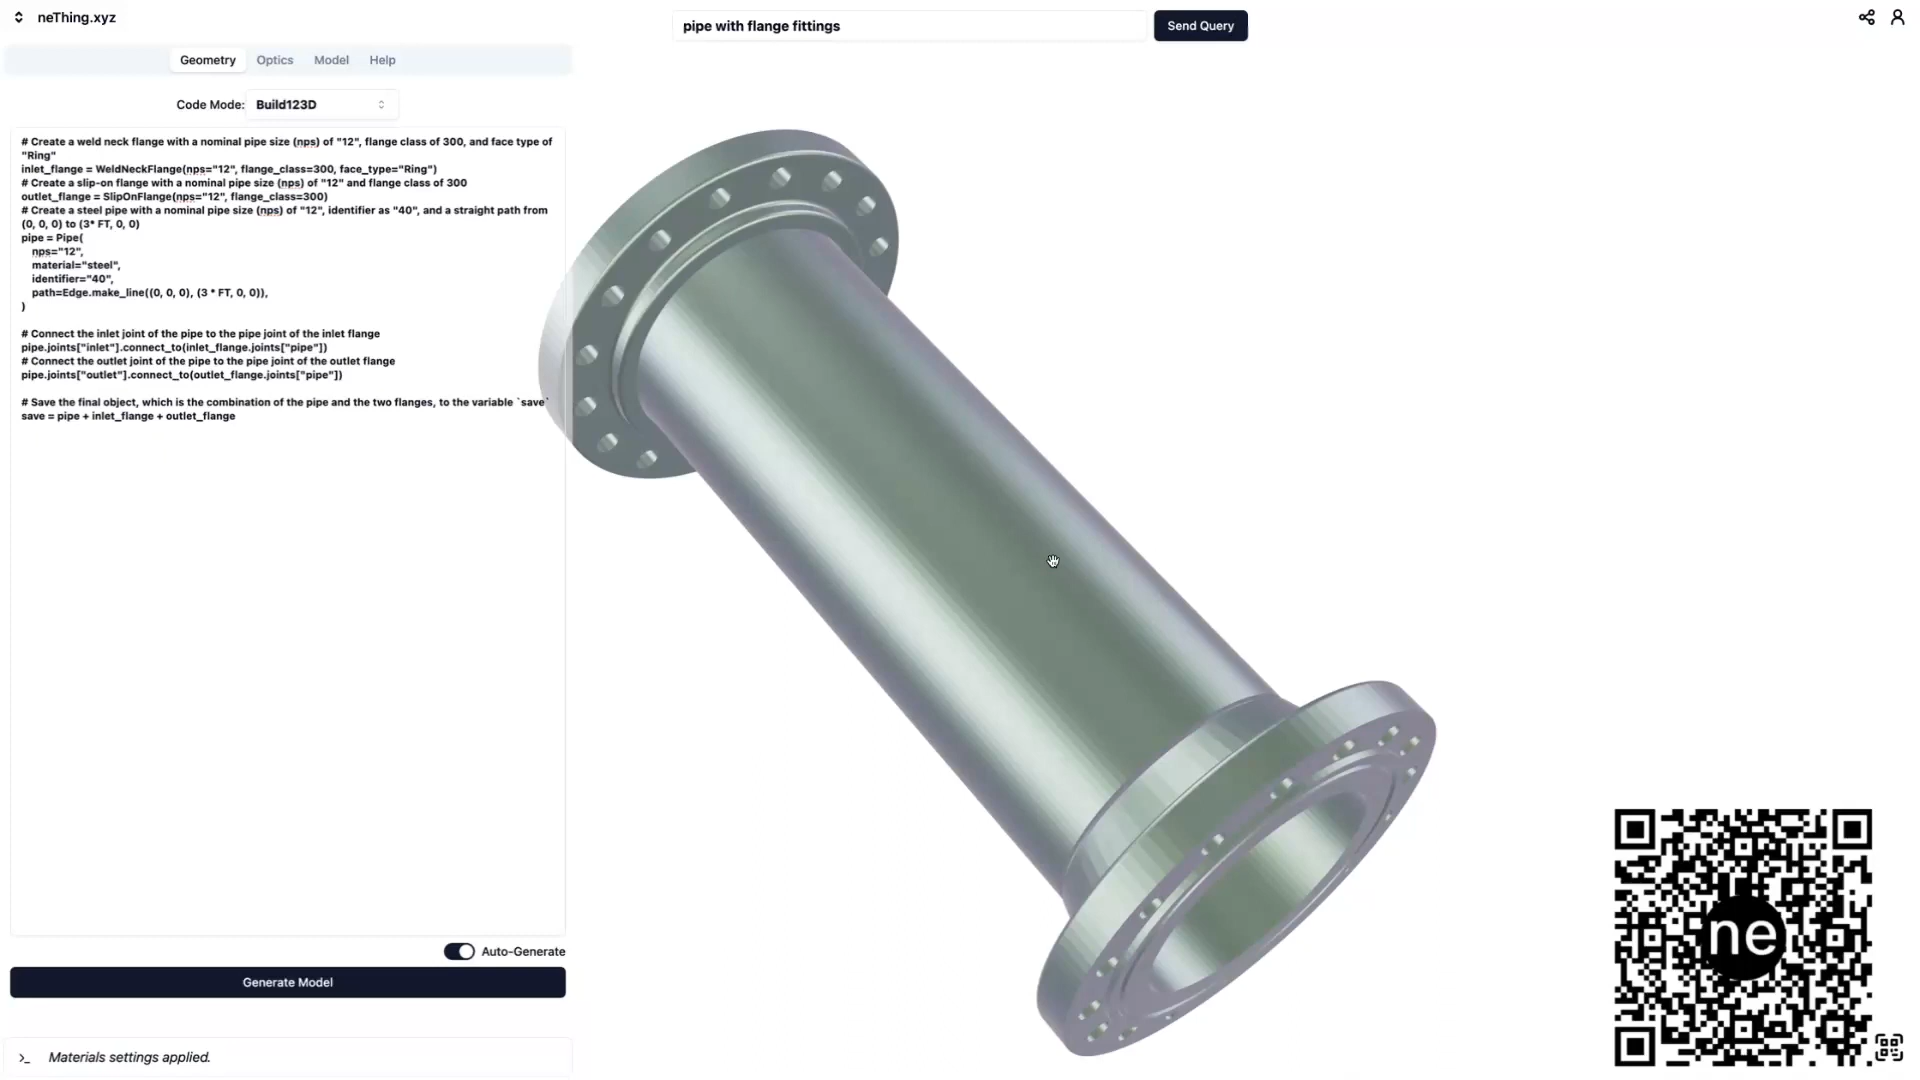 neThing.xyz
pipe with flange fittings
Send Query
Geometry
Optics
Model
Help
Code Mode:
Build123D
# Create a weld neck flange with a nominal pipe size (nps) of "12", flange class of 300, and face type of
"Ring"
inlet_flange = WeldNeckFlange(nps="12", flange_class=300, face_type="Ring")
# Create a slip-on flange with a nominal pipe size (nps) of "12" and flange class of 300
outlet_flange = SlipOnFlange(nps="12", flange_class=300)
# Create a steel pipe with a nominal pipe size (nps) of "12", identifier as "40", and a straight path from
(0, 0, 0) to (3* FT, 0, 0)
pipe = Pipe(
nps="12",
material="steel",
identifier="40",
path=Edge.make_line((0, 0, 0), (3 * FT, 0, 0)),
)
# Connect the inlet joint of the pipe to the pipe joint of the inlet flange
pipe.joints["inlet"].connect_to(inlet_flange.joints["pipe"])
# Connect the outlet joint of the pipe to the pipe joint of the outlet flange
pipe.joints["outlet"].connect_to(outlet_flange.joints["pipe"])
# Save the final object, which is the combination of the pipe and the two flanges, to the variable `save`
save = pipe + inlet_flange + outlet_flange
Auto-Generate
Generate Model
>_ Materials settings applied.
ne